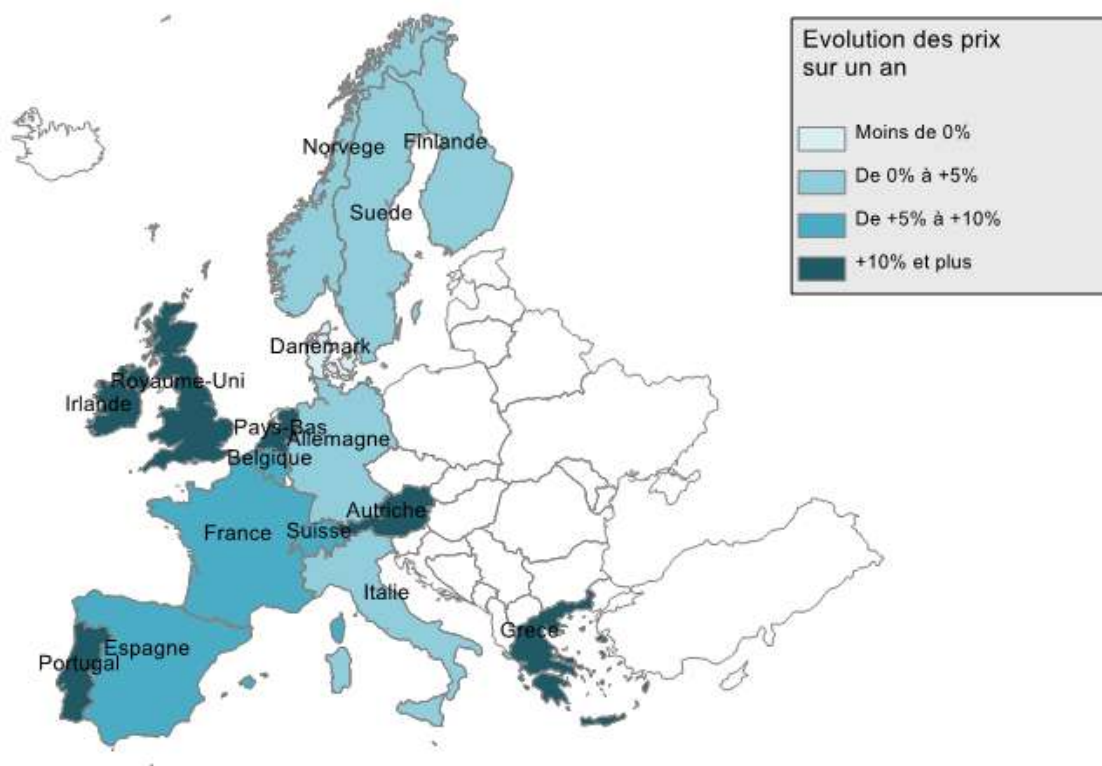 Evolution des prix
sur un an
Moins de 0%
De 0% à +5%
De +5% à +10%
+10% et plus
Norvege
Finlande
Suede
Danemark
Royaume-Uni
Irlande
Pays-Bas
Allemagne
Belgique
Autriche
France
Suisse
Italie
Grece
Espagne
Portugal